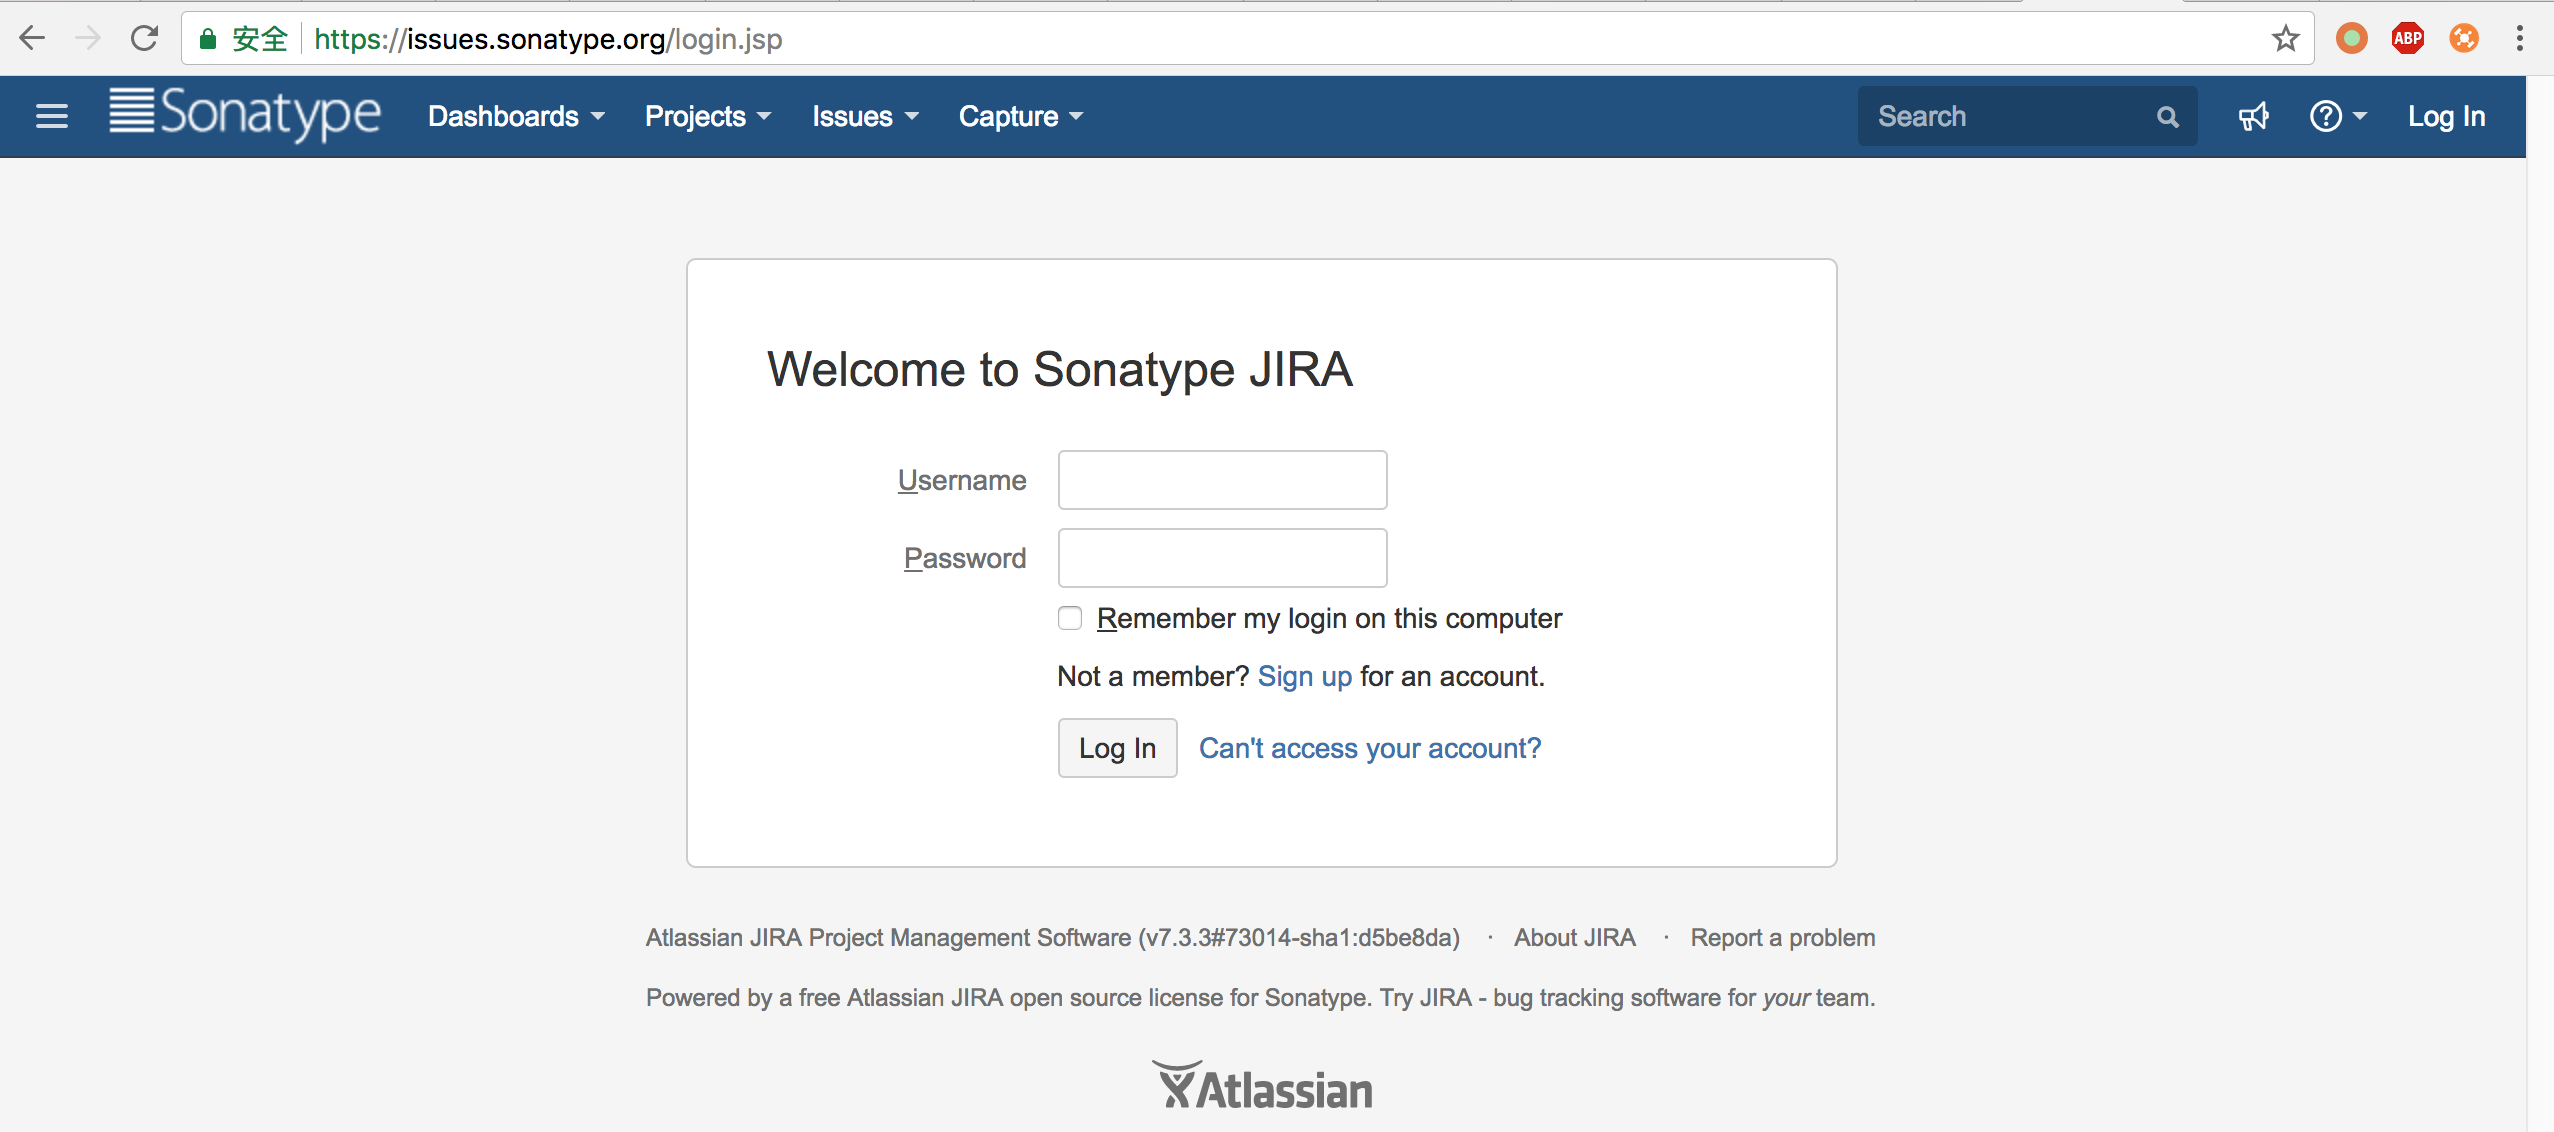 安全 https://issues.sonatype.org/login.jsp ABP
Sonatype Dashboards Projects Issues Capture Search ? Log In
Welcome to Sonatype JIRA
Username
Password
Remember my login on this computer
Not a member? Sign up for an account.
Log In Can't access your account?
Atlassian JIRA Project Management Software (v7.3.3#73014-sha1:d5be8da) · About JIRA · Report a problem
Powered by a free Atlassian JIRA open source license for Sonatype. Try JIRA - bug tracking software for your team.
Atlassian